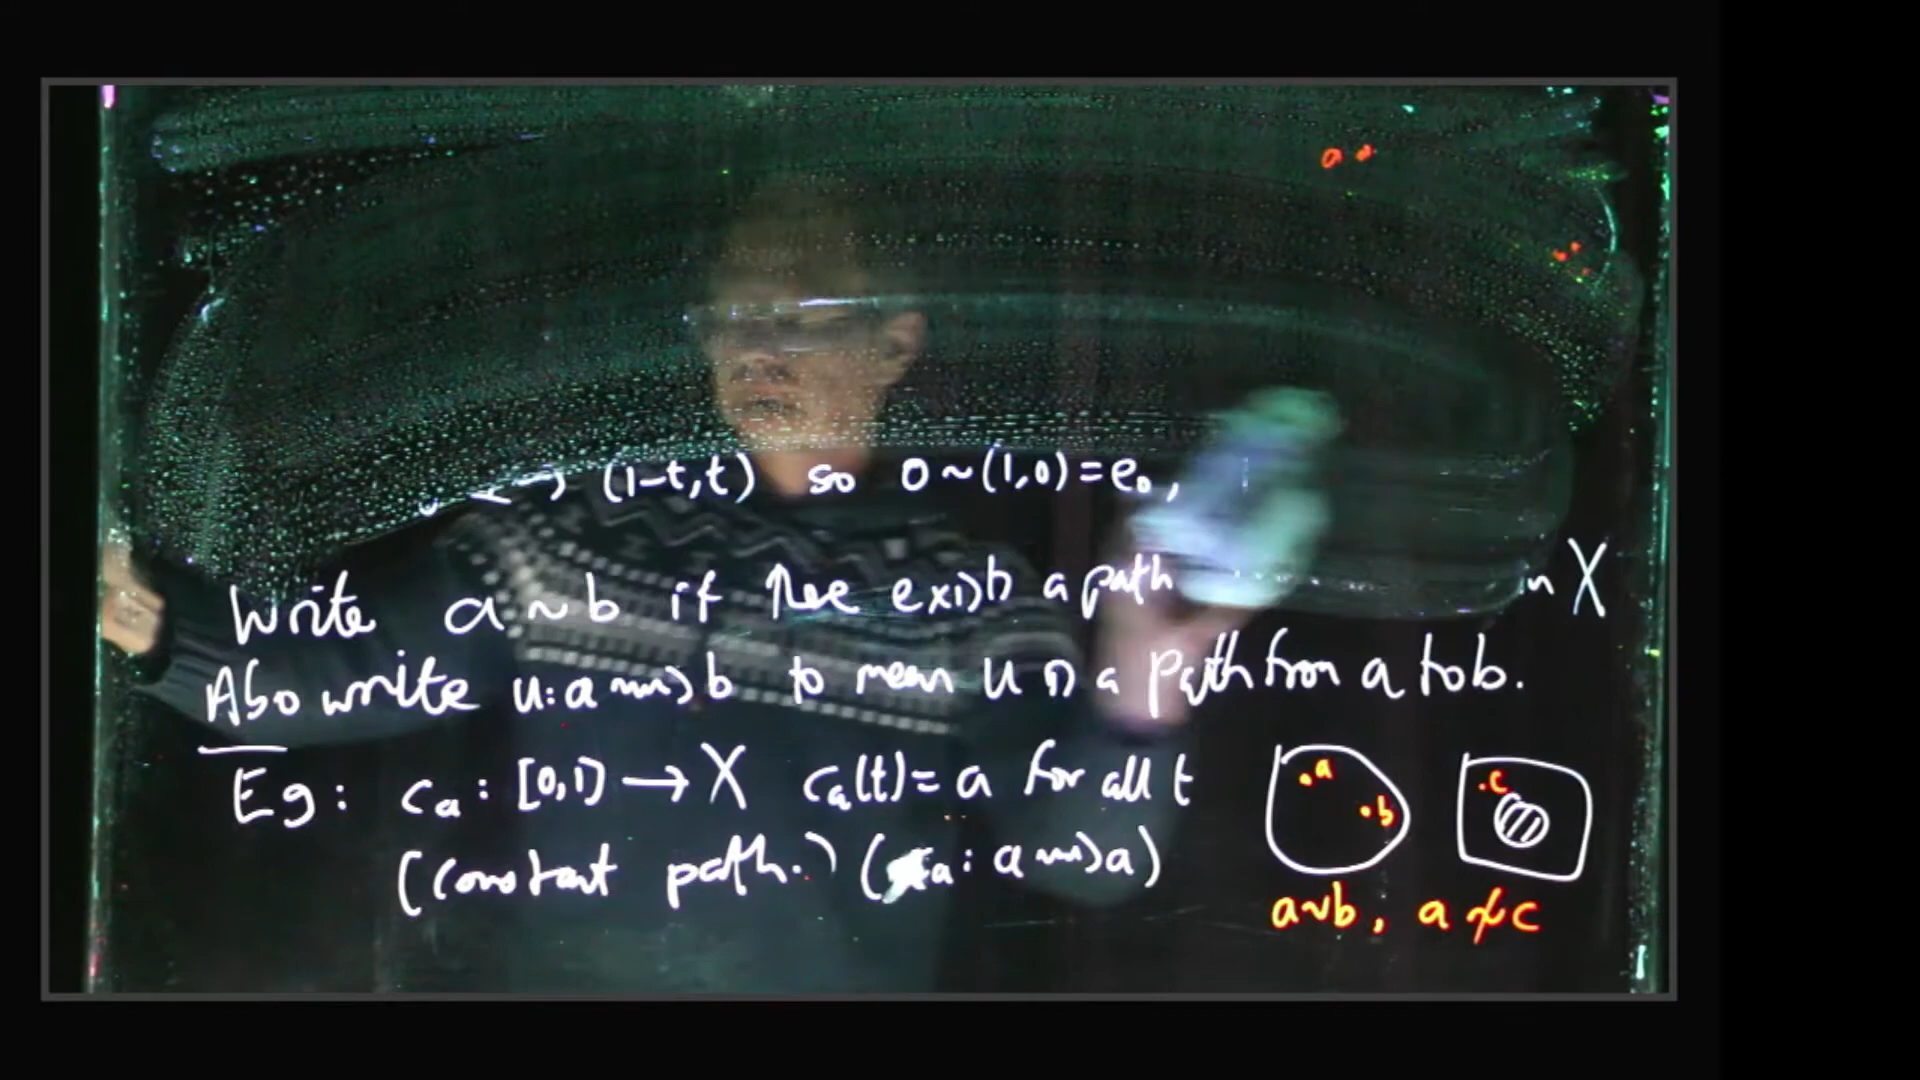 a
(1-t,t) so 0~(1,0)=e₀,
Write a~b if there exists a path in X
Also write u:a⇝b to mean u is a path from a to b.
Eg: cₐ: [0,1] → X cₐ(t)=a for all t
(constant path.) (cₐ: a⇝a)
a
b
c
a~b, a≁c